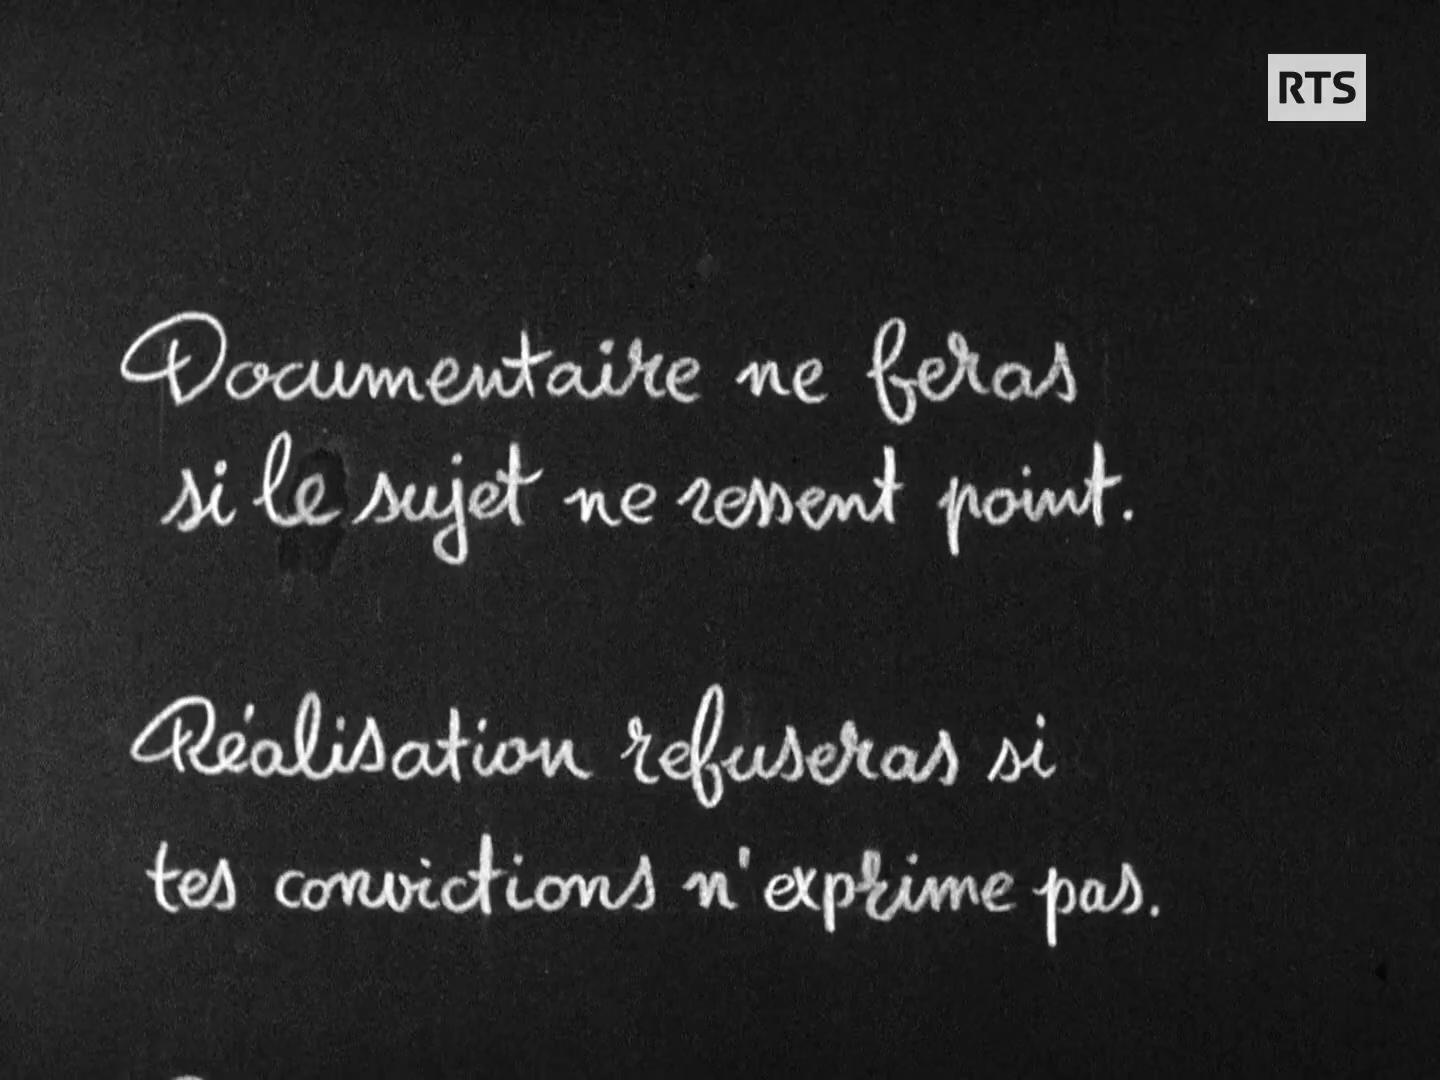 RTS
Documentaire ne feras
si le sujet ne ressent point.
Réalisation refuseras si
tes convictions n'exprime pas.